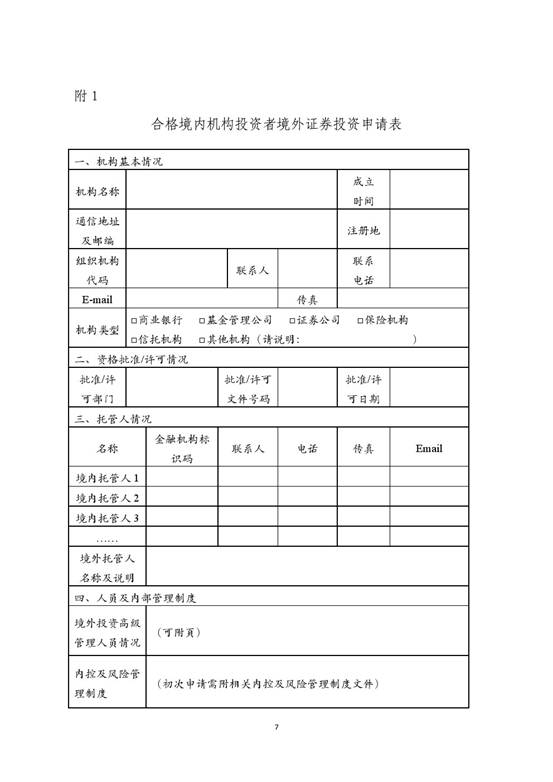 附 1
合格境内机构投资者境外证券投资申请表
一、机构基本情况
机构名称
成立
时间
通信地址
及邮编
注册地
组织机构
代码
联系人
联系
电话
E-mail
传真
机构类型
□商业银行 □基金管理公司 □证券公司 □保险机构
□信托机构 □其他机构（请说明: ）
二、资格批准/许可情况
批准/许
可部门
批准/许可
文件号码
批准/许
可日期
三、托管人情况
名称
金融机构标
识码
联系人
电话
传真
Email
境内托管人 1
境内托管人 2
境内托管人 3
……
境外托管人
名称及说明
四、人员及内部管理制度
境外投资高级
管理人员情况
（可附页）
内控及风险管
理制度
（初次申请需附相关内控及风险管理制度文件）
7